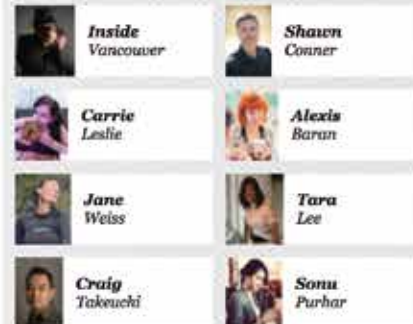 Inside
Vancouver
Shawn
Conner
Carrie
Leslie
Alexis
Baran
Jane
Weiss
Tara
Lee
Craig
Takeuchi
Sonu
Purhar